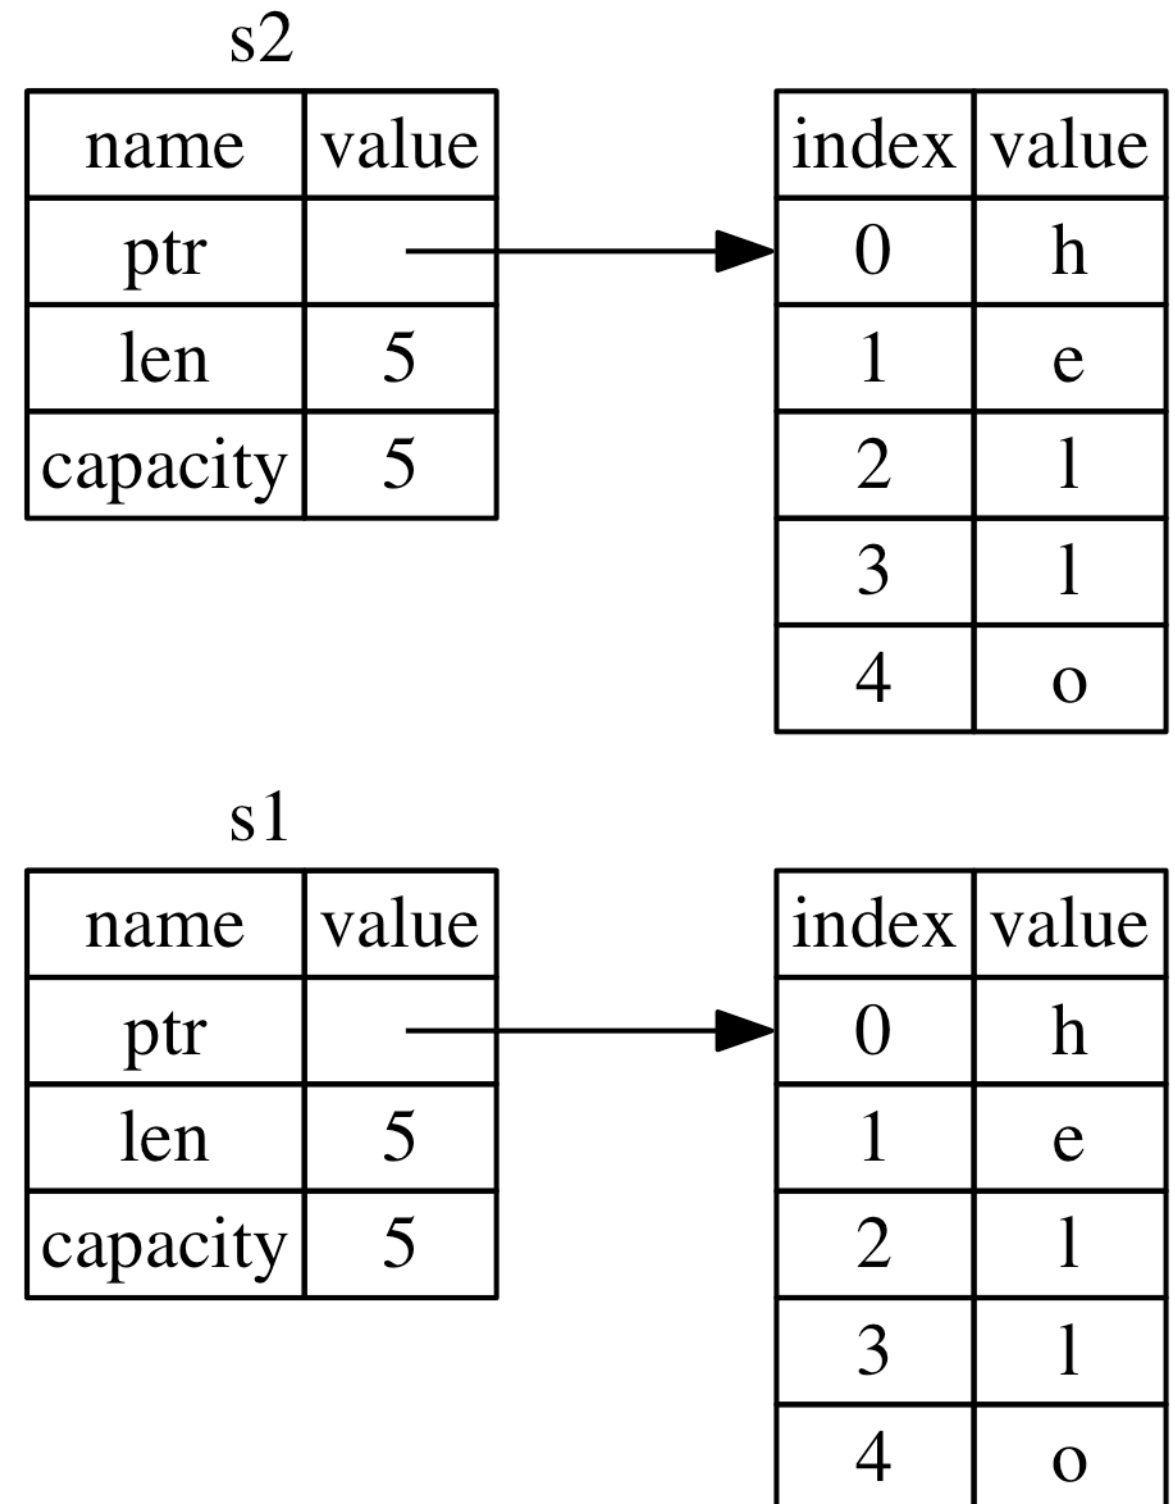 s2
name value index value
ptr 0 h
len 5 1 e
capacity 5 2 l
3 l
4 o
s1
name value index value
ptr 0 h
len 5 1 e
capacity 5 2 l
3 l
4 o